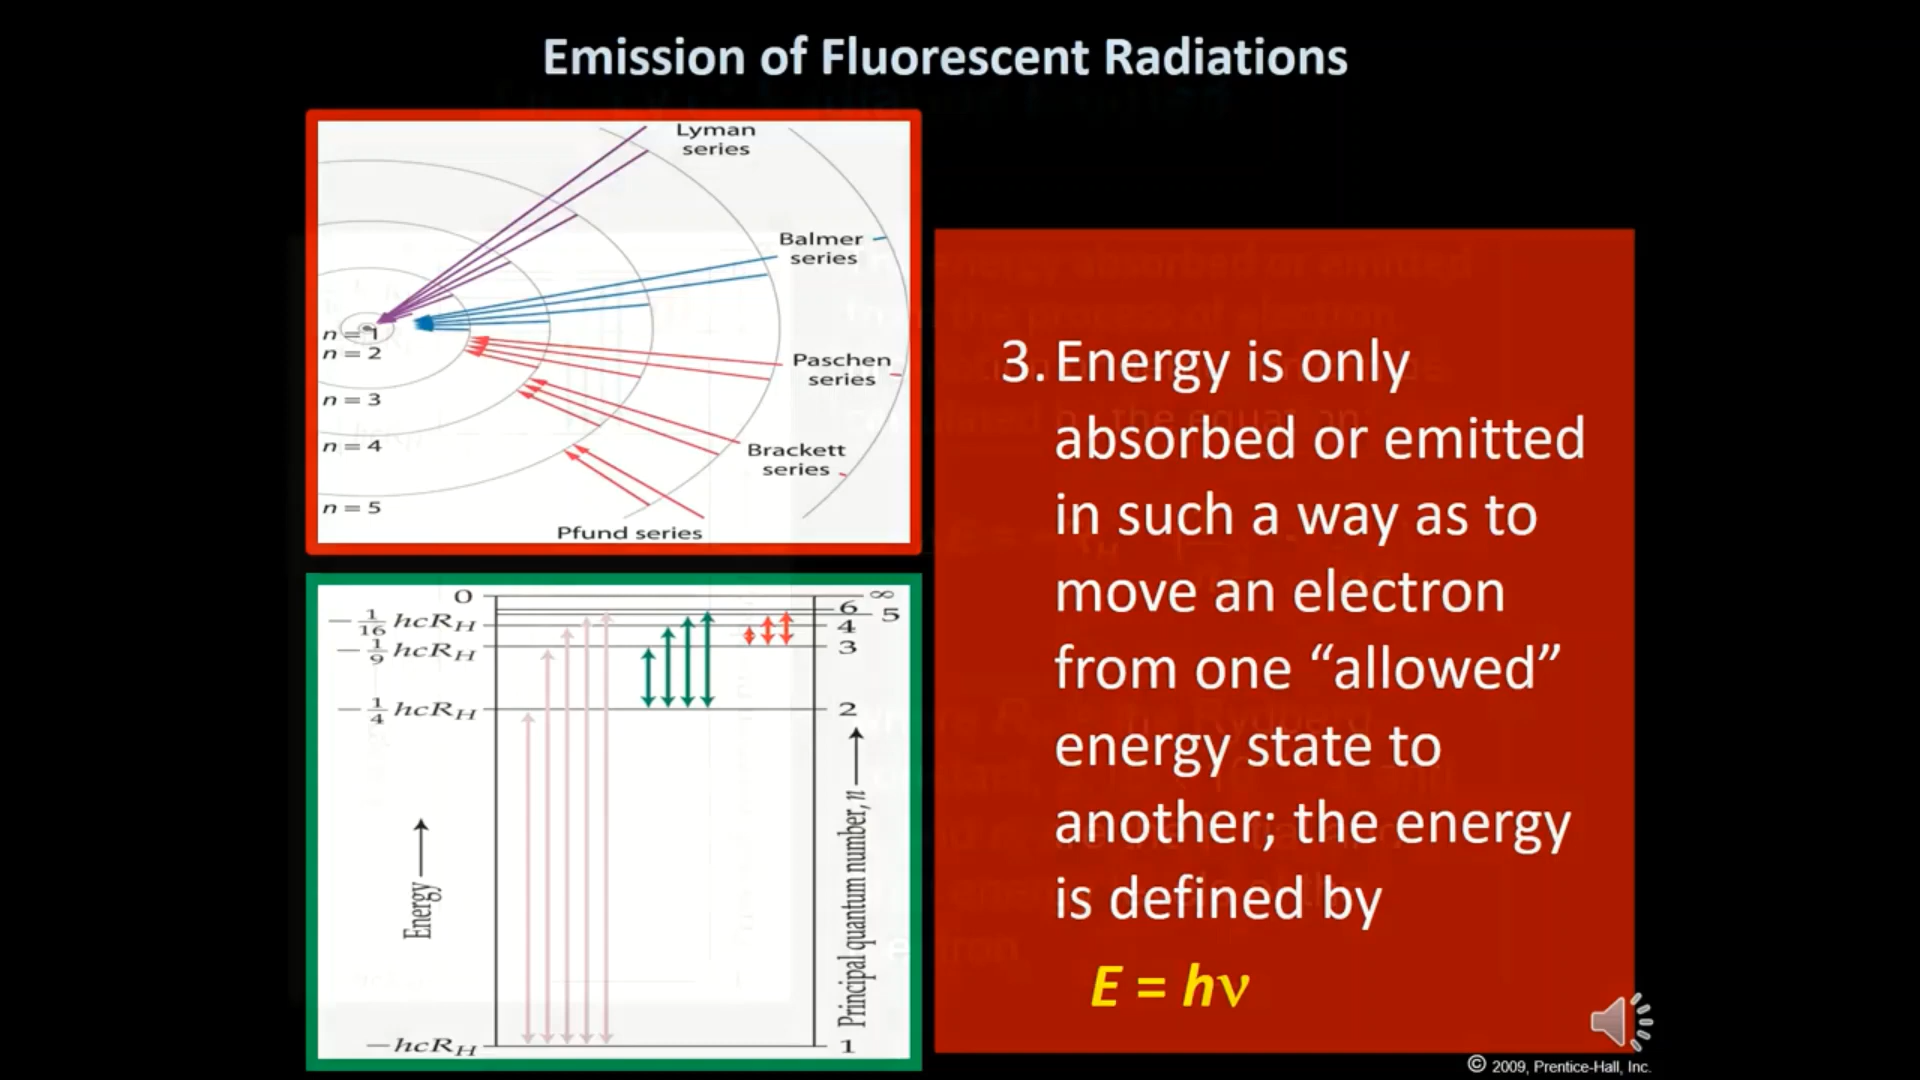 Emission of Fluorescent Radiations
Lyman
series
Balmer
series
Paschen
series
Brackett
series
Pfund series
n = 1
n = 2
n = 3
n = 4
n = 5
3. Energy is only
absorbed or emitted
in such a way as to
move an electron
from one “allowed”
energy state to
another; the energy
is defined by
E = hν
0
− 1/16 hcR_H
− 1/9 hcR_H
− 1/4 hcR_H
−hcR_H
Energy
∞
6
5
4
3
2
1
Principal quantum number, n
© 2009, Prentice-Hall, Inc.